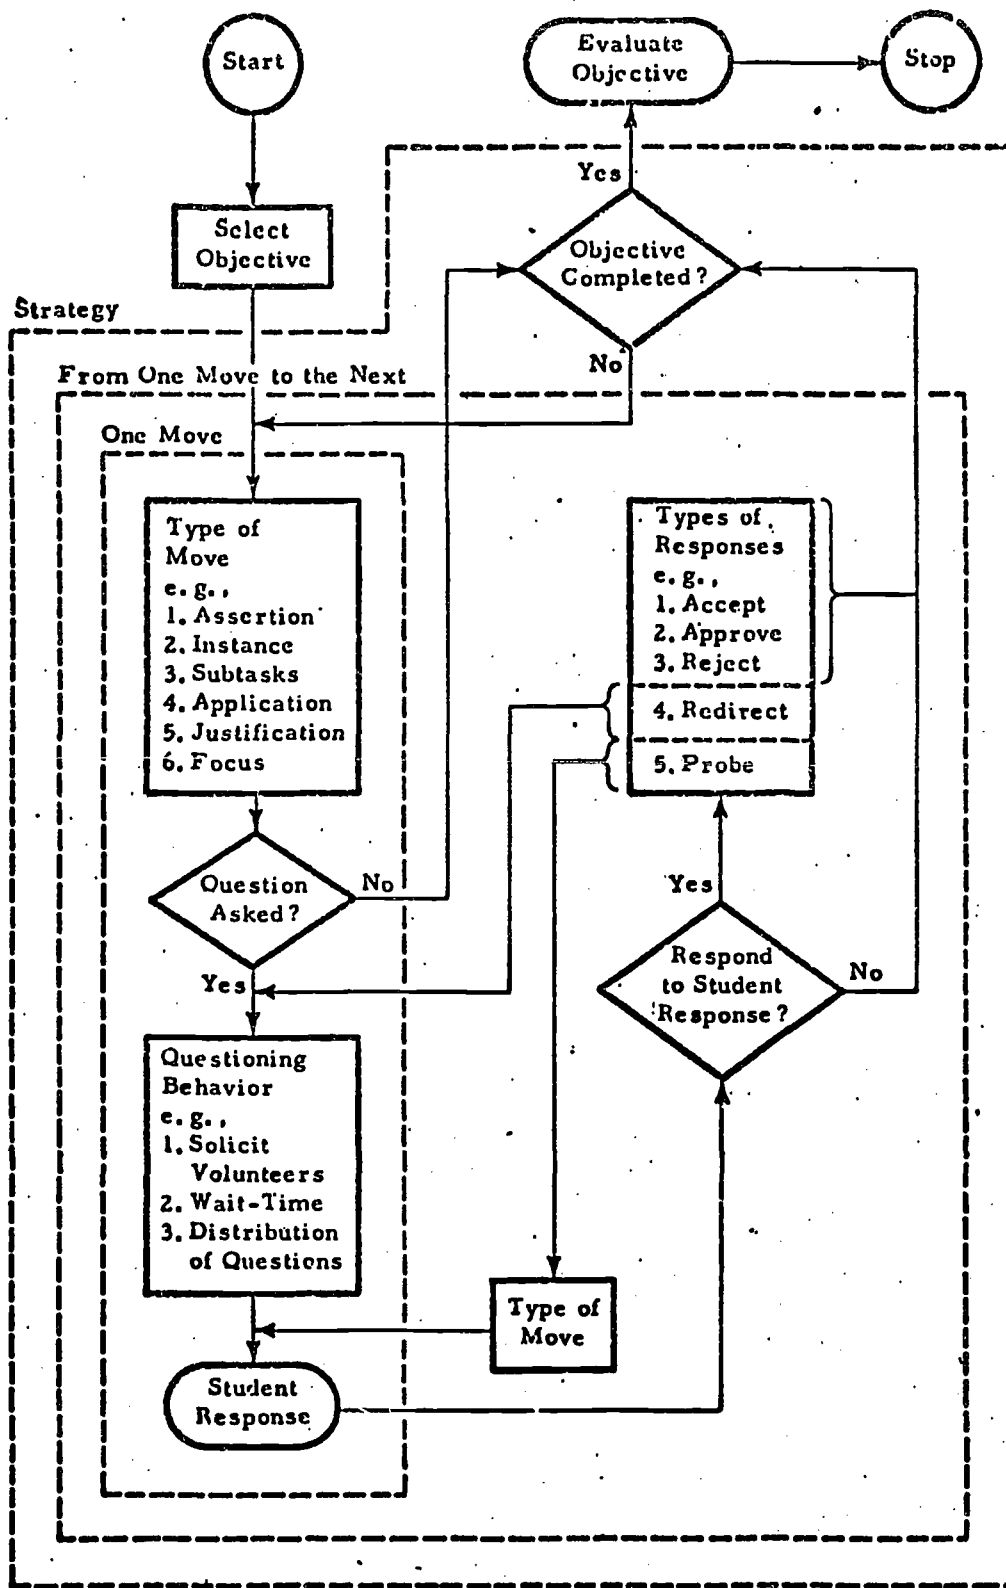 Start
Evaluate
Objective
Stop
Select
Objective
Yes
Objective
Completed?
No
Strategy
From One Move to the Next
One Move
Type of
Move
e.g.,
1. Assertion
2. Instance
3. Subtasks
4. Application
5. Justification
6. Focus
Question
Asked?
No
Yes
Questioning
Behavior
e.g.,
1. Solicit
Volunteers
2. Wait-Time
3. Distribution
of Questions
Student
Response
Types of
Responses
e.g.,
1. Accept
2. Approve
3. Reject
4. Redirect
5. Probe
Yes
Respond
to Student
Response?
No
Type of
Move